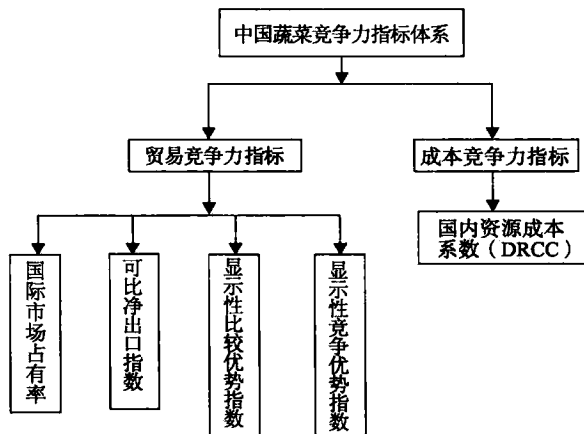 中国蔬菜竞争力指标体系
贸易竞争力指标
成本竞争力指标
国内资源成本
系数（DRCC）
国际市场占有率
可比净出口指数
显示性比较优势指数
显示性竞争优势指数